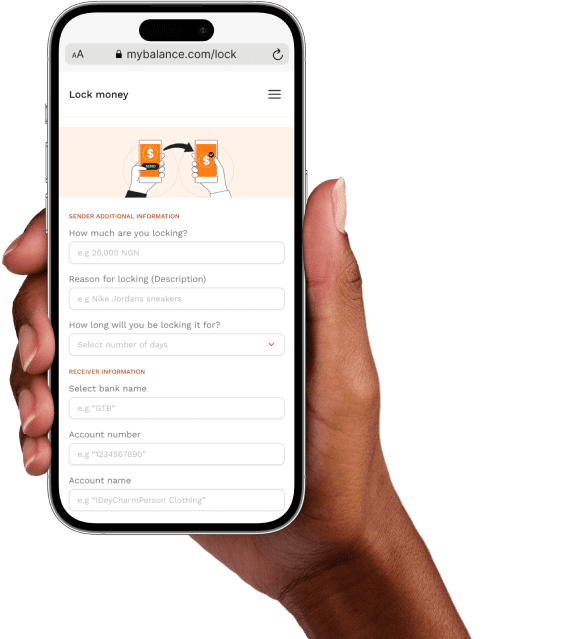 AA mybalance.com/lock
Lock money
$
SEND
$
SENDER ADDITIONAL INFORMATION
How much are you locking?
e.g 20,000 NGN
Reason for locking (Description)
e.g Nike Jordans sneakers
How long will you be locking it for?
Select number of days
RECEIVER INFORMATION
Select bank name
e.g “GTB”
Account number
e.g “1234567890”
Account name
e.g “IDeyCharmPerson Clothing”